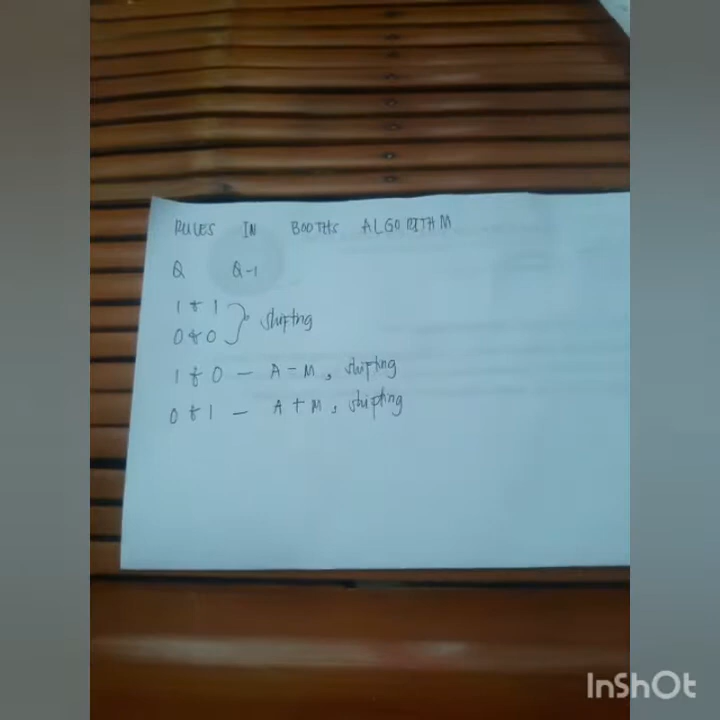 RULES IN BOOTHS ALGORITHM
Q Q-1
1 & 1
0 & 0 } shifting
1 & 0 - A - M, shifting
0 & 1 - A + M, shifting
InShOt